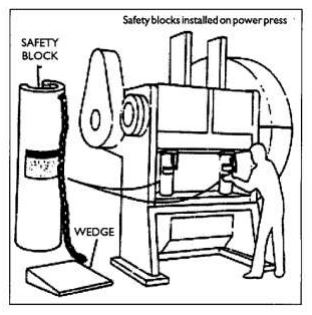 Safety blocks installed on power press
SAFETY
BLOCK
WEDGE